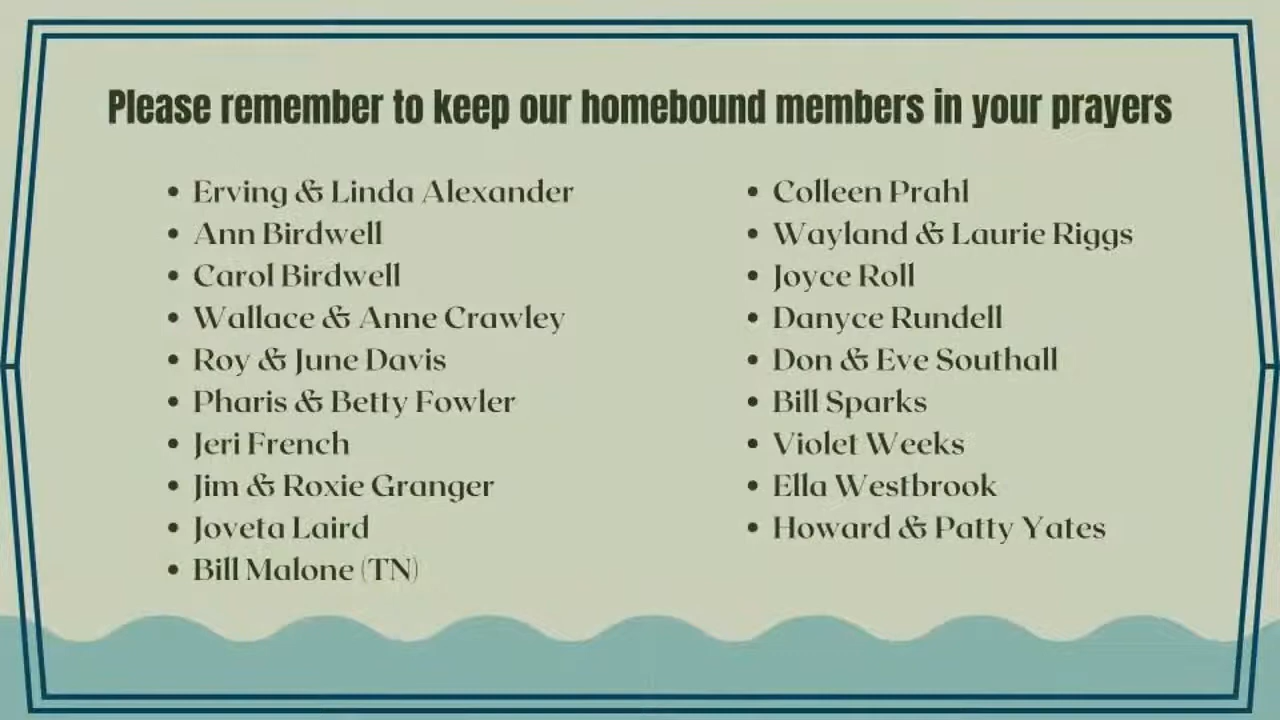 Please remember to keep our homebound members in your prayers
• Erving & Linda Alexander
• Ann Birdwell
• Carol Birdwell
• Wallace & Anne Crawley
• Roy & June Davis
• Pharis & Betty Fowler
• Jeri French
• Jim & Roxie Granger
• Joveta Laird
• Bill Malone (TN)
• Colleen Prahl
• Wayland & Laurie Riggs
• Joyce Roll
• Danyce Rundell
• Don & Eve Southall
• Bill Sparks
• Violet Weeks
• Ella Westbrook
• Howard & Patty Yates